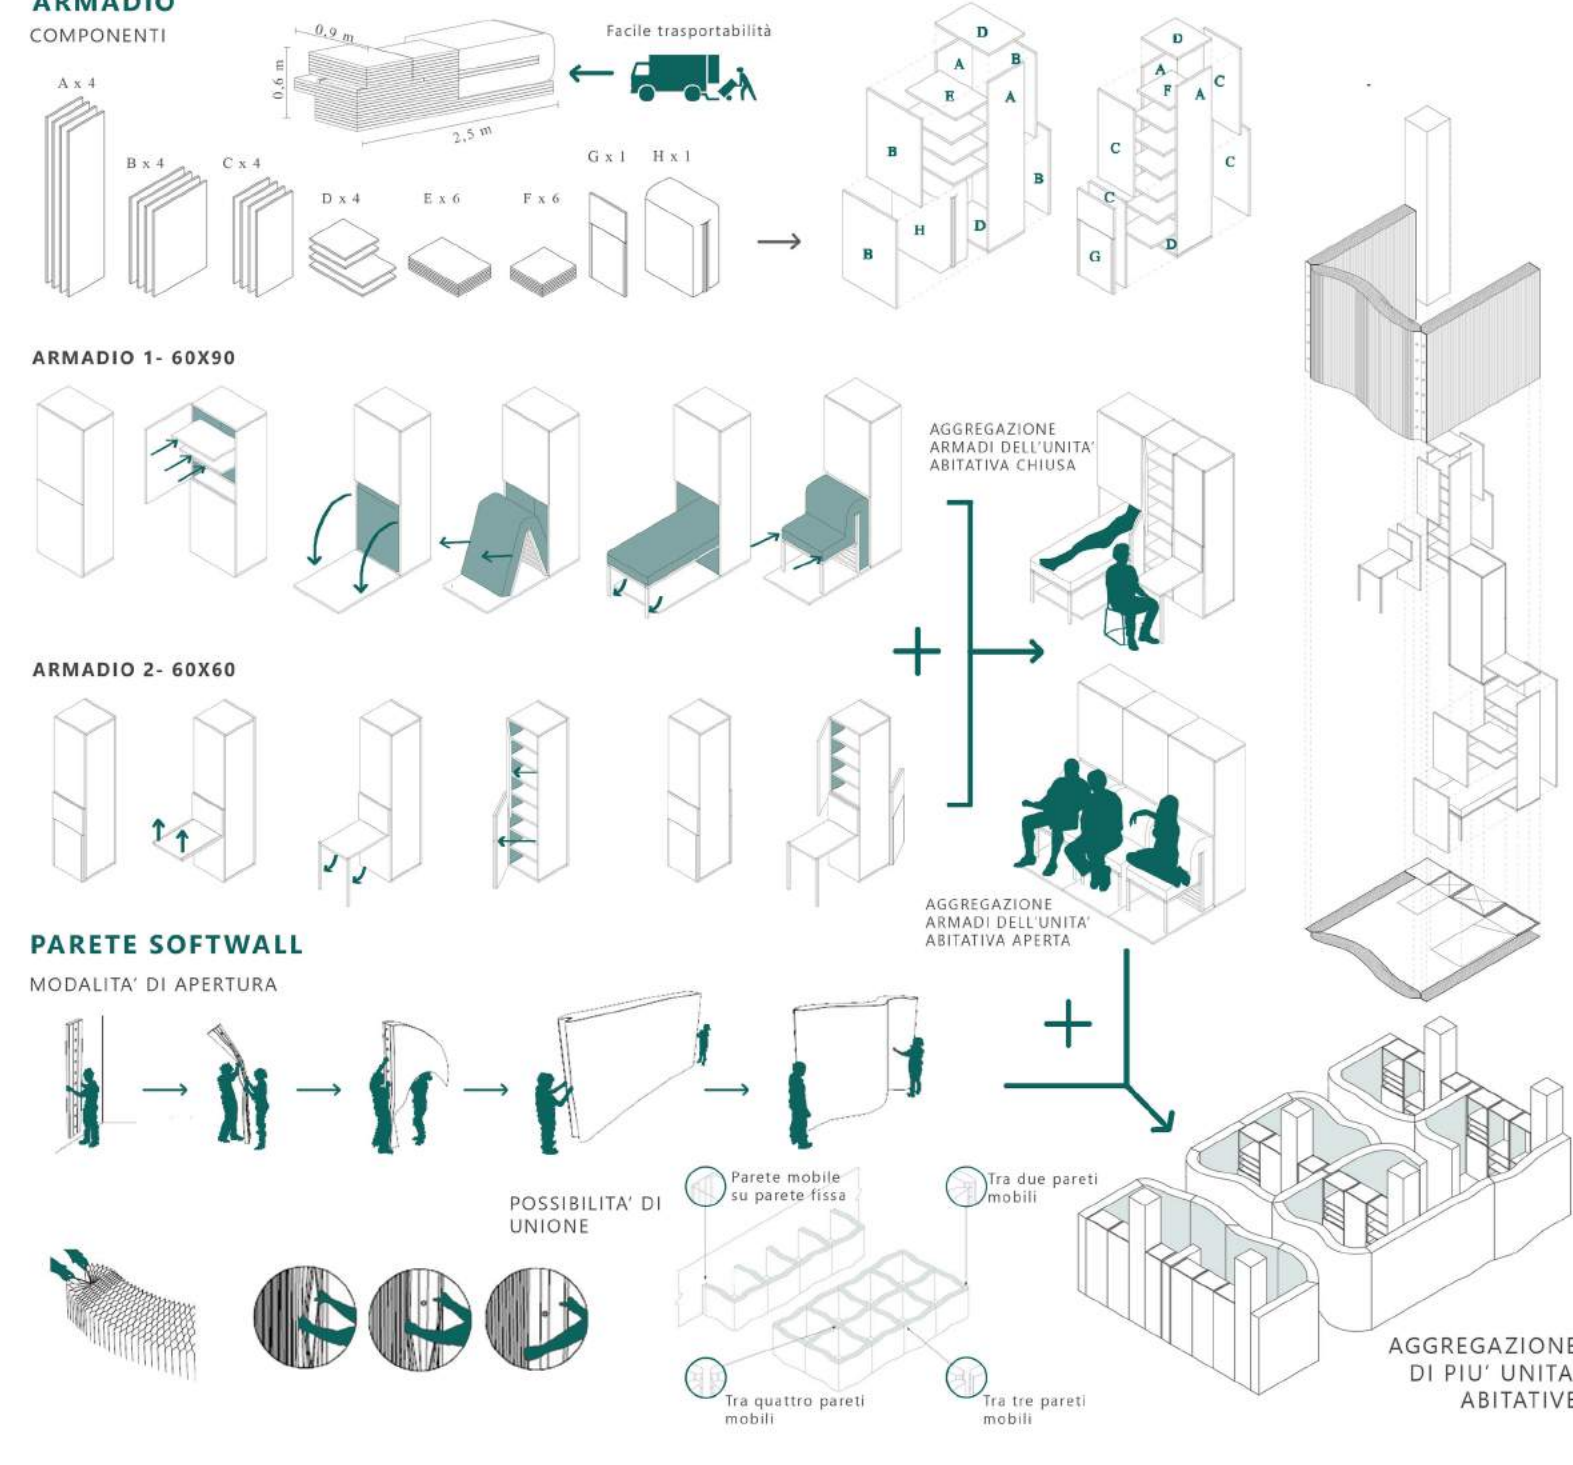 ARMADIO
COMPONENTI
0,9 m
0,6 m
2,5 m
Facile trasportabilità
A x 4
B x 4
C x 4
D x 4
E x 6
F x 6
G x 1
H x 1
D
A
B
E
A
B
B
H
D
B
D
A
C
F
A
C
C
C
D
G
ARMADIO 1- 60X90
AGGREGAZIONE
ARMADI DELL'UNITA'
ABITATIVA CHIUSA
ARMADIO 2- 60X60
AGGREGAZIONE
ARMADI DELL'UNITA'
ABITATIVA APERTA
PARETE SOFTWALL
MODALITA' DI APERTURA
POSSIBILITA' DI
UNIONE
Parete mobile
su parete fissa
Tra due pareti
mobili
Tra quattro pareti
mobili
Tra tre pareti
mobili
AGGREGAZIONE
DI PIU' UNITA'
ABITATIVE